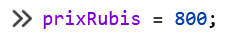 >> prixRubis = 800;